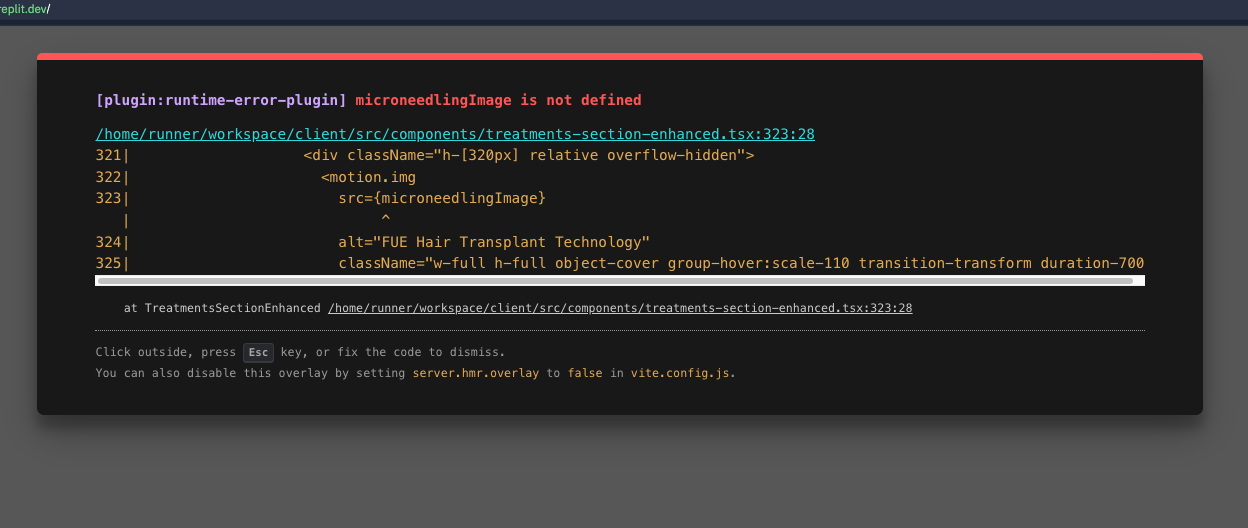 replit.dev/
[plugin:runtime-error-plugin] microneedlingImage is not defined
/home/runner/workspace/client/src/components/treatments-section-enhanced.tsx:323:28
321|                    <div className="h-[320px] relative overflow-hidden">
322|                      <motion.img
323|                        src={microneedlingImage}
   |                             ^
324|                        alt="FUE Hair Transplant Technology"
325|                        className="w-full h-full object-cover group-hover:scale-110 transition-transform duration-700
at TreatmentsSectionEnhanced /home/runner/workspace/client/src/components/treatments-section-enhanced.tsx:323:28
Click outside, press Esc key, or fix the code to dismiss.
You can also disable this overlay by setting server.hmr.overlay to false in vite.config.js.